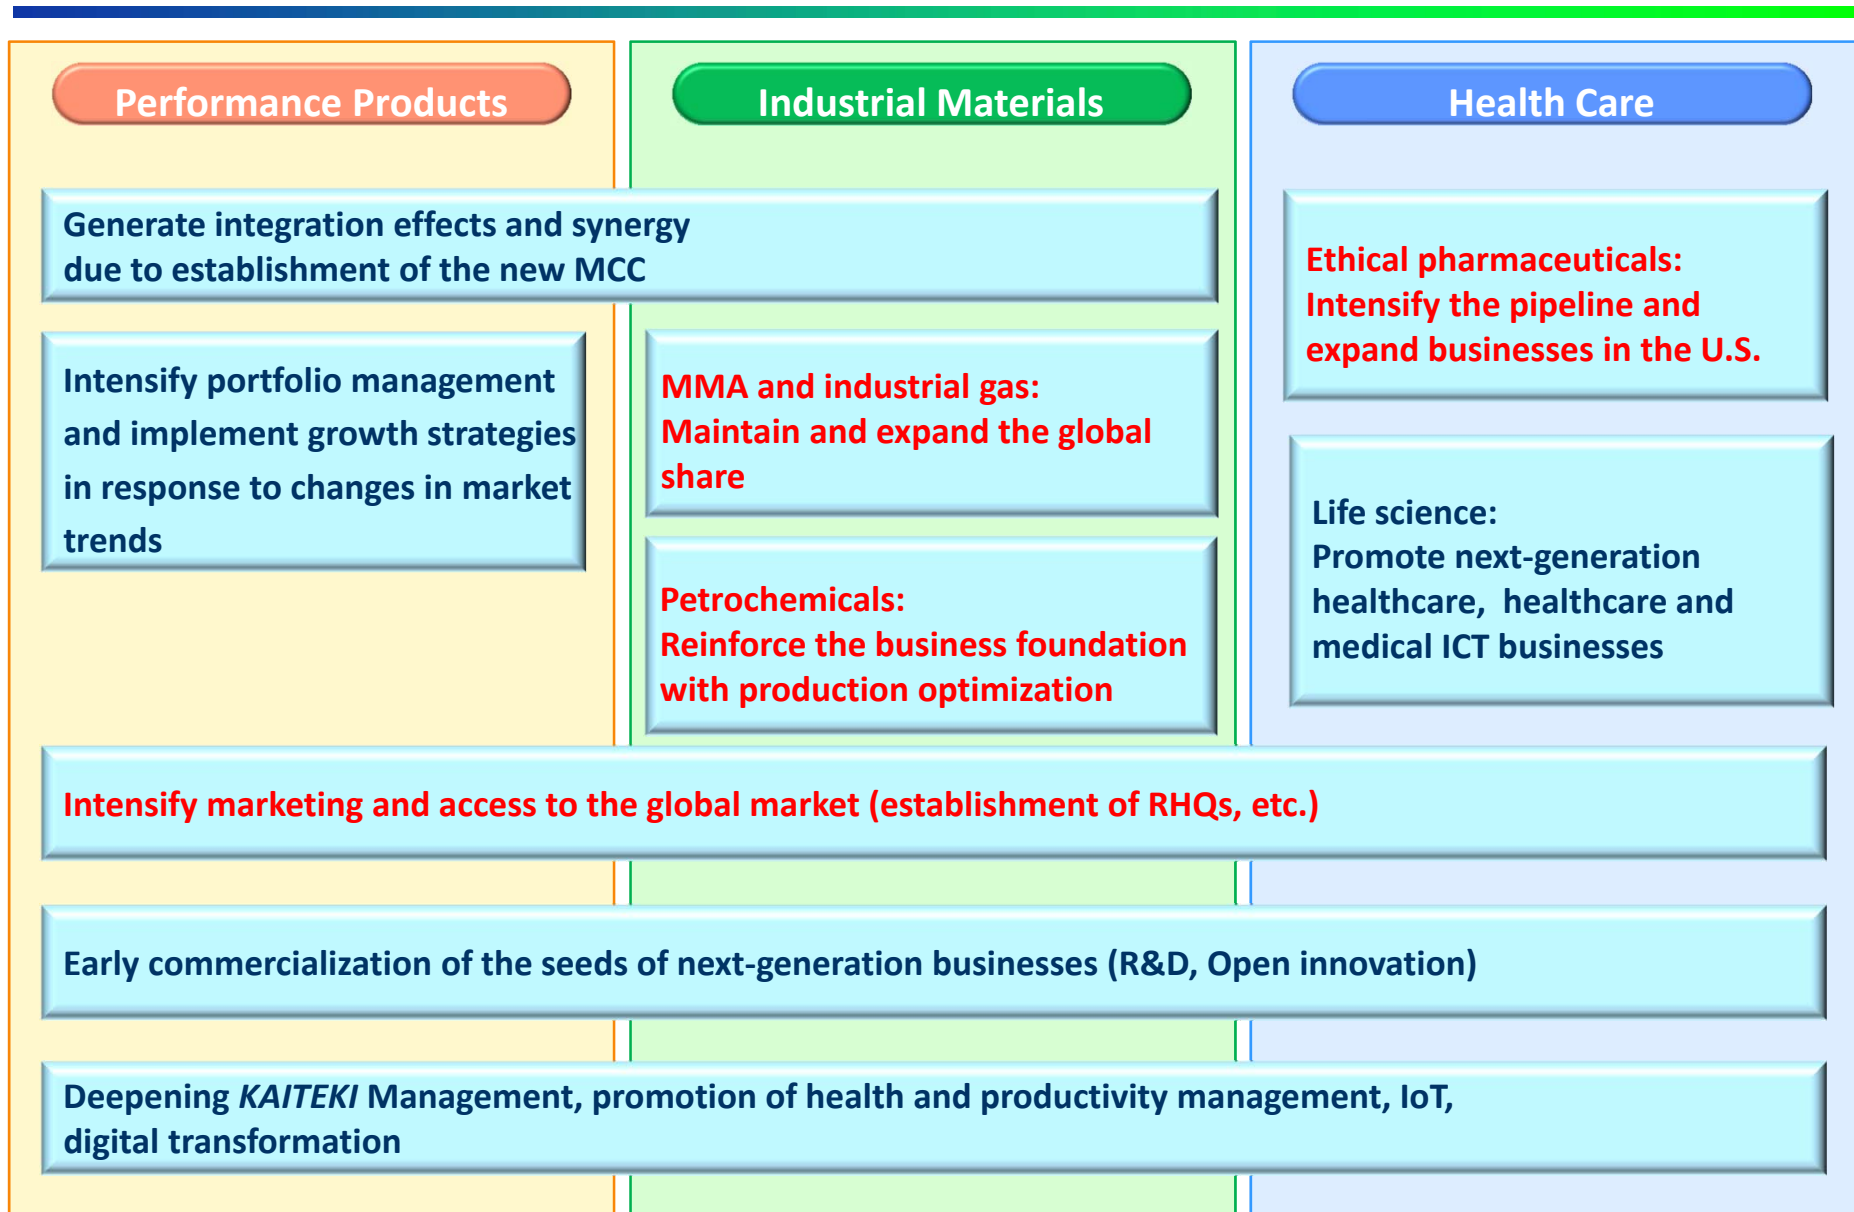 Performance Products
Industrial Materials
Health Care
Generate integration effects and synergy
due to establishment of the new MCC
Intensify portfolio management
and implement growth strategies
in response to changes in market
trends
MMA and industrial gas:
Maintain and expand the global
share
Petrochemicals:
Reinforce the business foundation
with production optimization
Ethical pharmaceuticals:
Intensify the pipeline and
expand businesses in the U.S.
Life science:
Promote next-generation
healthcare,  healthcare and
medical ICT businesses
Intensify marketing and access to the global market (establishment of RHQs, etc.)
Early commercialization of the seeds of next-generation businesses (R&D, Open innovation)
Deepening KAITEKI Management, promotion of health and productivity management, IoT,
digital transformation